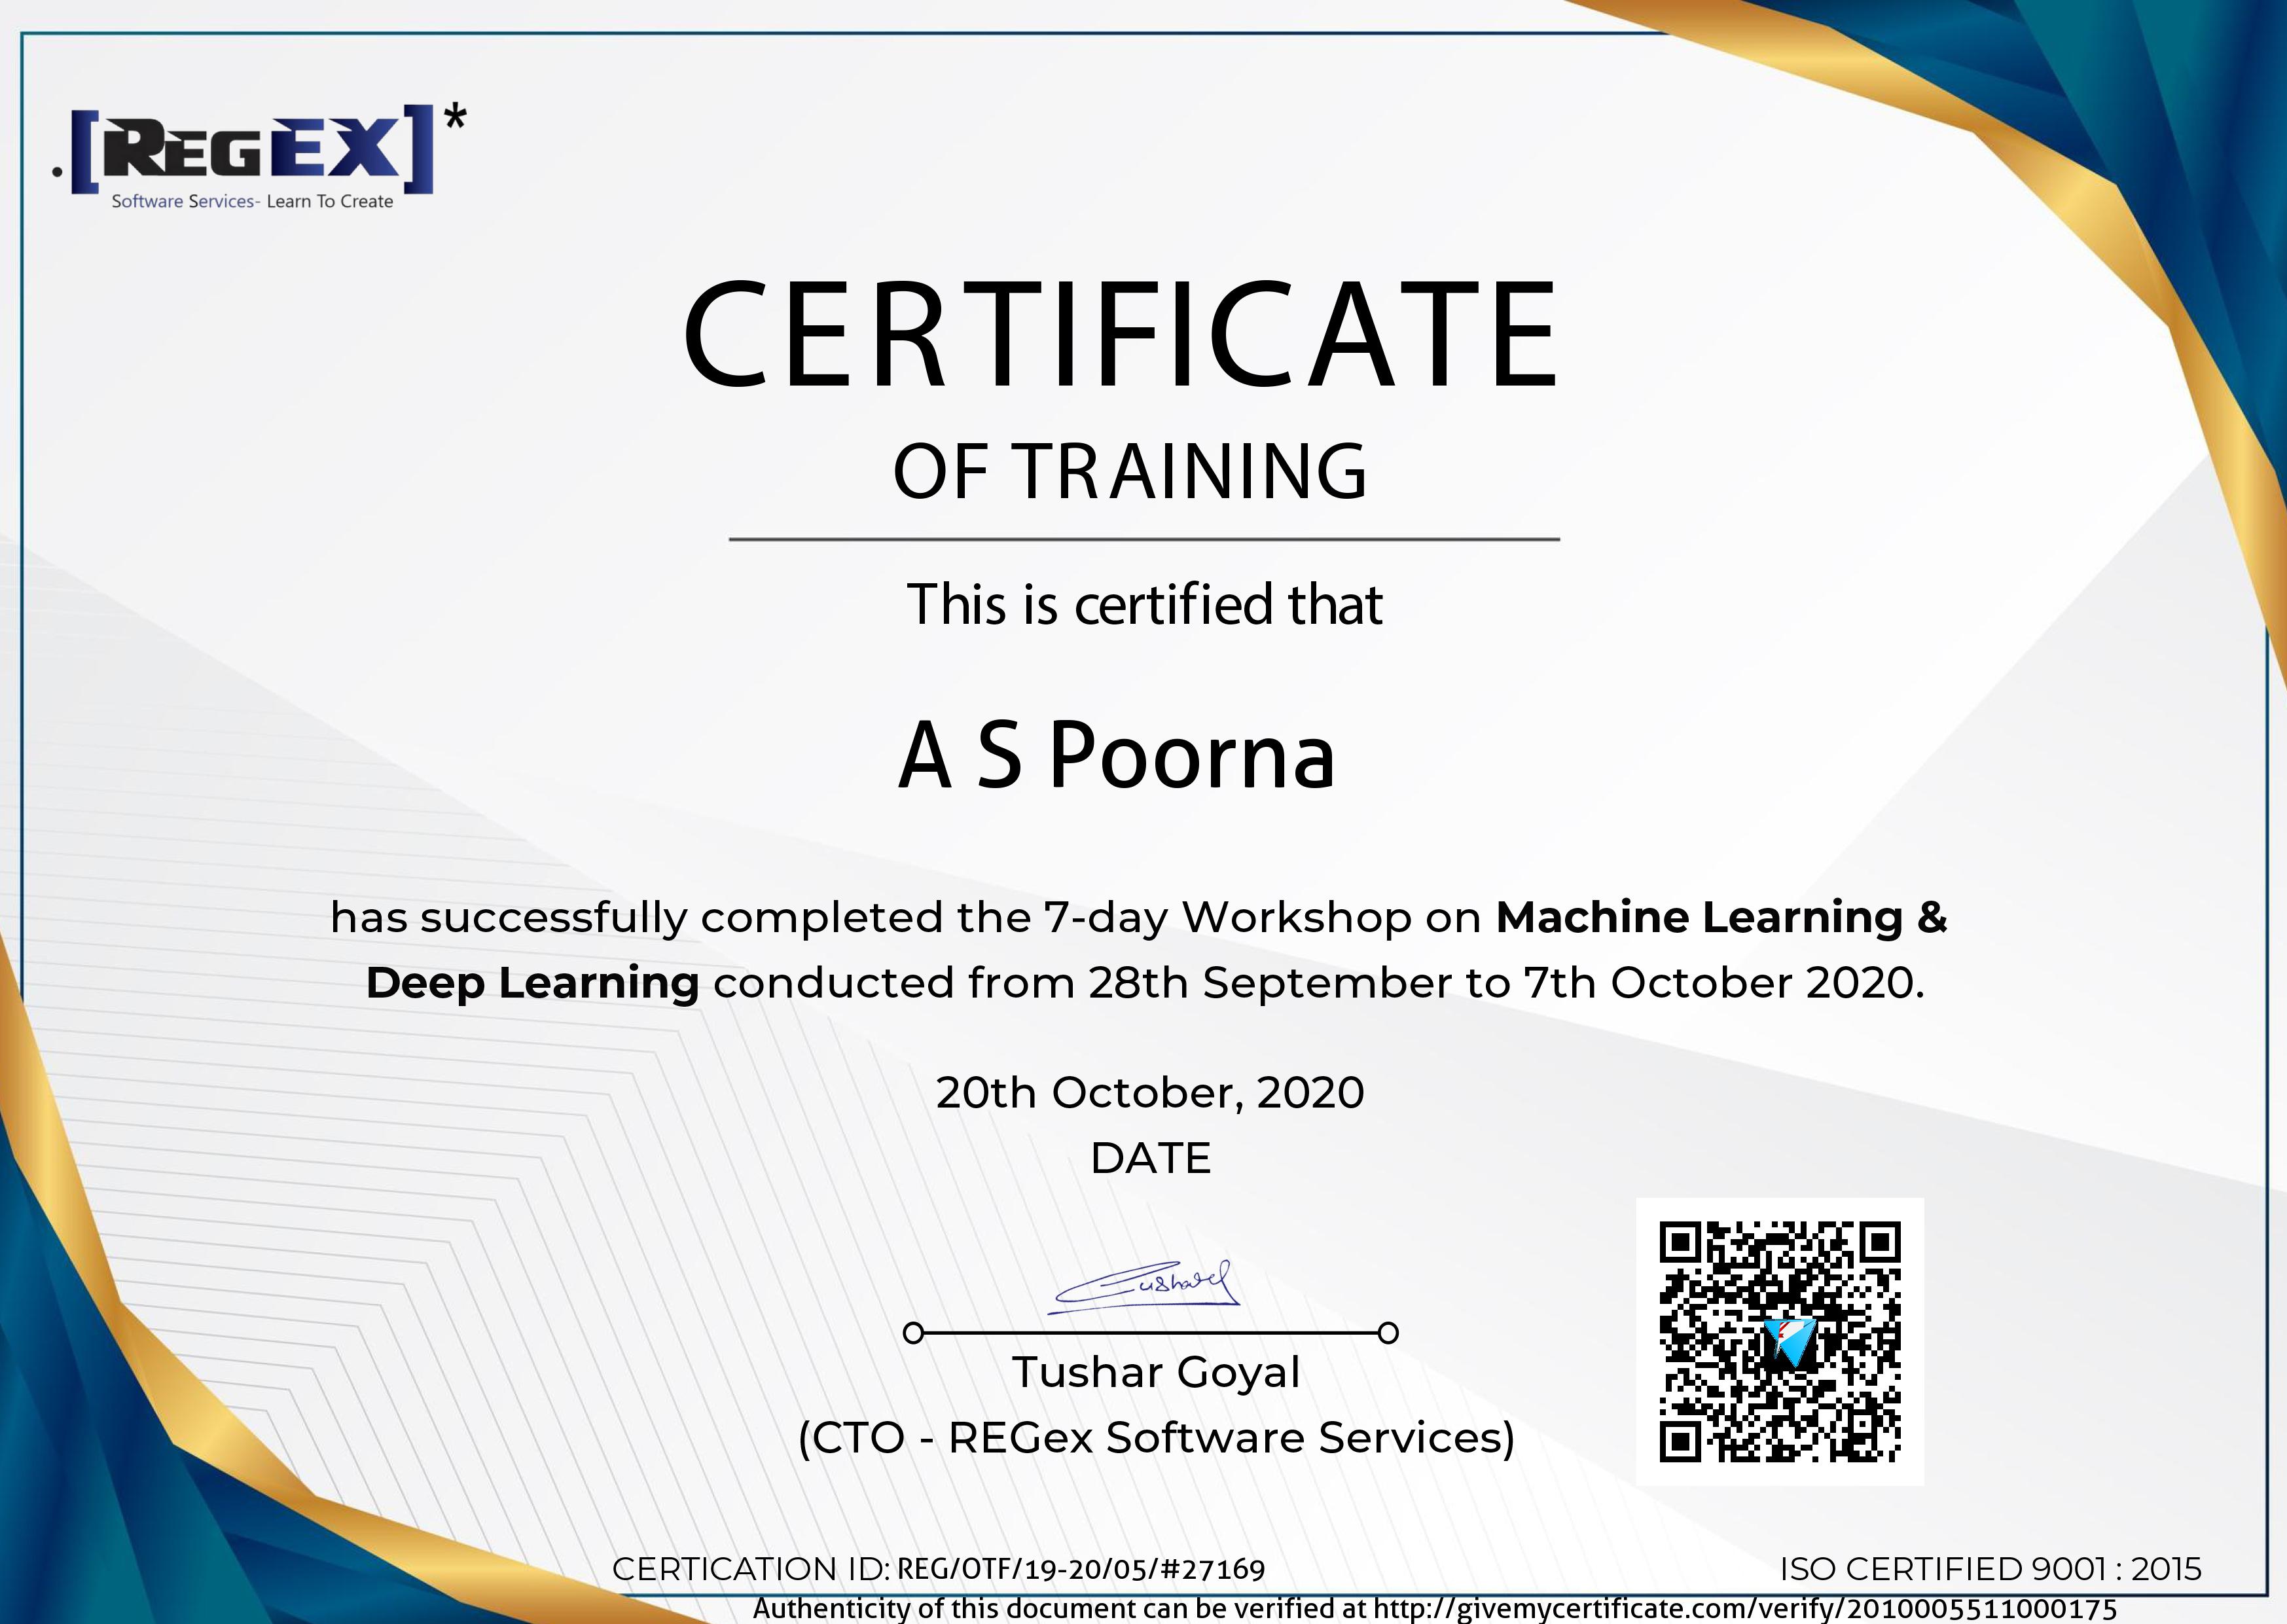 .[REGEX]*
Software Services- Learn To Create
CERTIFICATE
OF TRAINING
This is certified that
A S Poorna
has successfully completed the 7-day Workshop on Machine Learning &
Deep Learning conducted from 28th September to 7th October 2020.
20th October, 2020
DATE
Tushar Goyal
(CTO - REGex Software Services)
CERTICATION ID: REG/OTF/19-20/05/#27169
ISO CERTIFIED 9001 : 2015
Authenticity of this document can be verified at http://givemycertificate.com/verify/2010005511000175